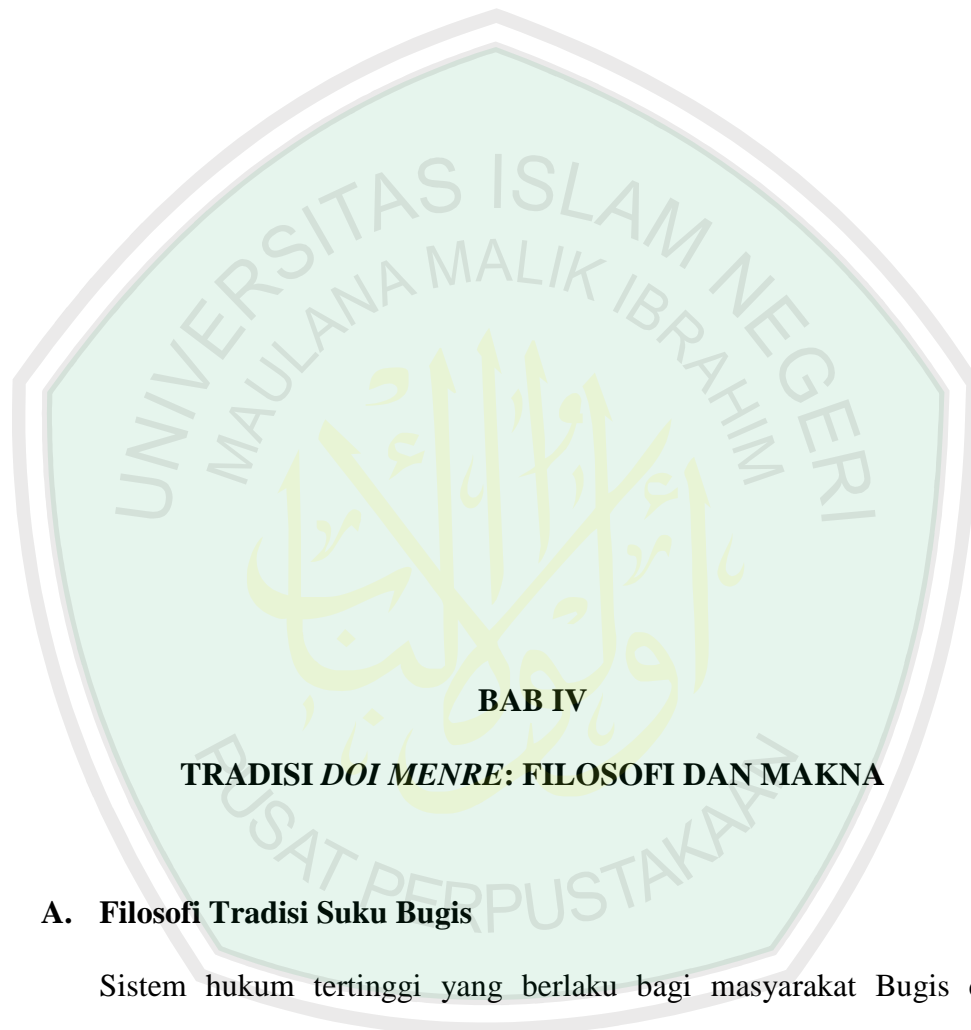 UNIVERSITAS ISLAM NEGERI
MAULANA MALIK IBRAHIM
BAB IV
TRADISI DOI MENRE: FILOSOFI DAN MAKNA
PUSAT PERPUSTAKAAN
A. Filosofi Tradisi Suku Bugis
Sistem hukum tertinggi yang berlaku bagi masyarakat Bugis